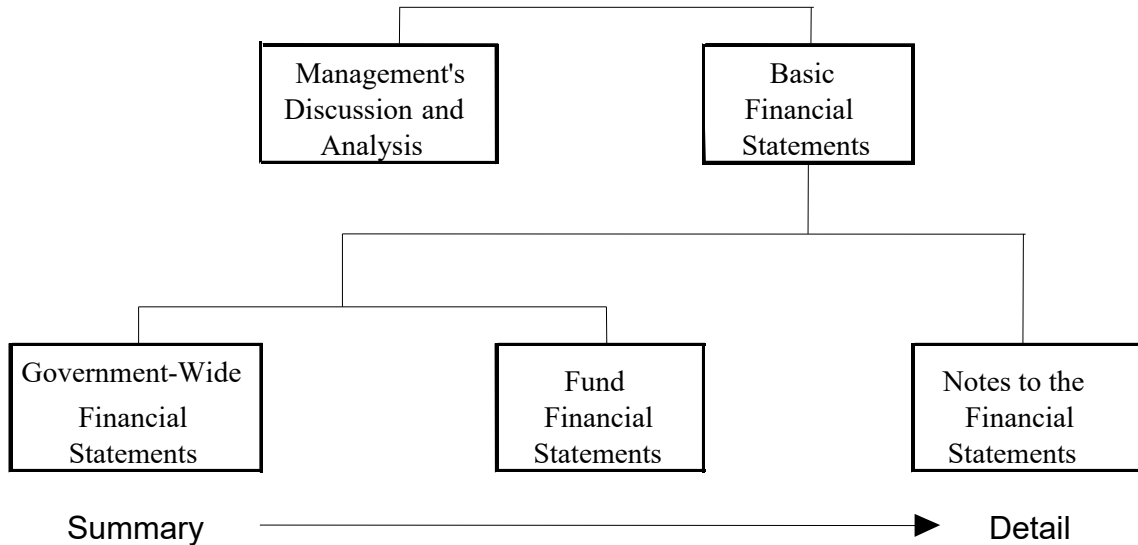 Management's
Discussion and
Analysis
Basic
Financial
Statements
Government-Wide
Financial
Statements
Fund
Financial
Statements
Notes to the
Financial
Statements
Summary
Detail